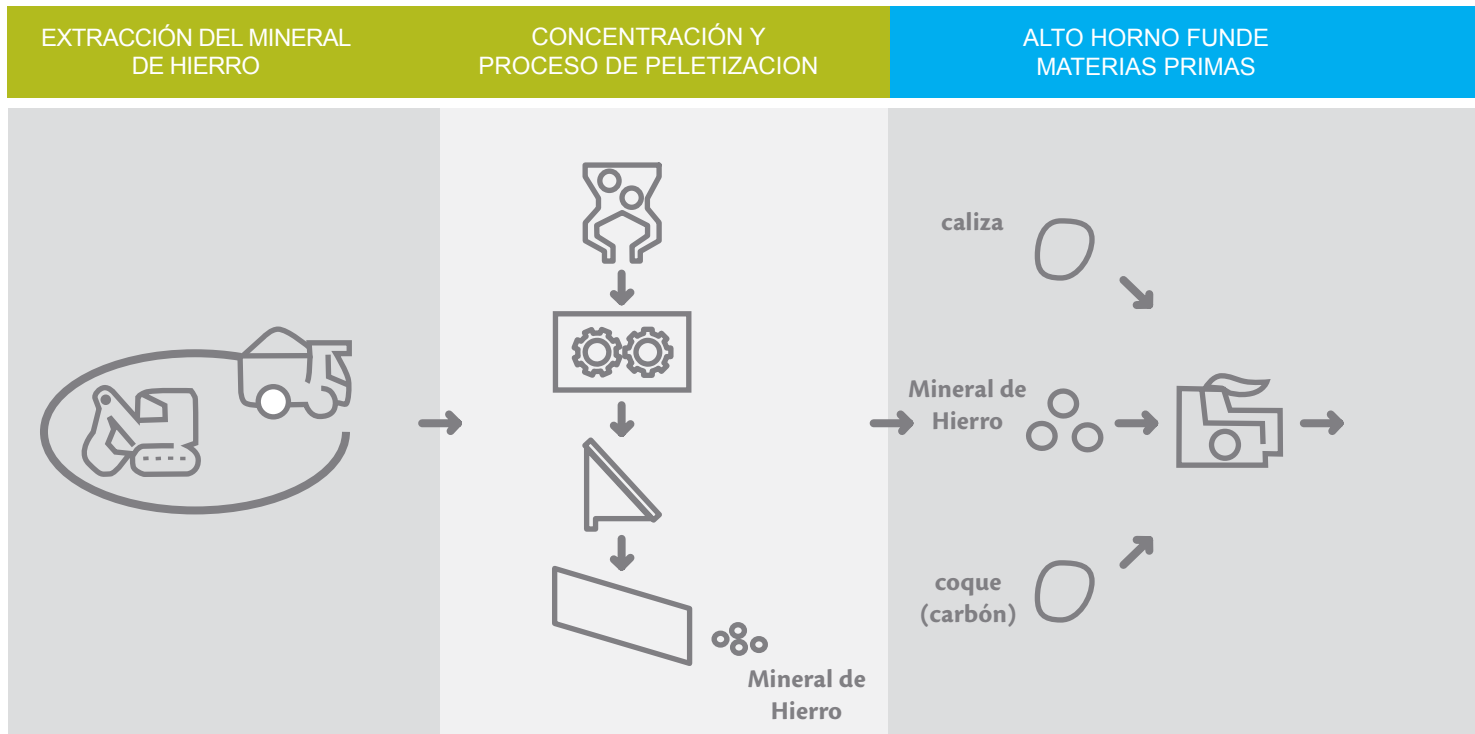 EXTRACCIÓN DEL MINERAL
DE HIERRO
CONCENTRACIÓN Y
PROCESO DE PELETIZACION
ALTO HORNO FUNDE
MATERIAS PRIMAS
caliza
Mineral de
Hierro
coque
(carbón)
Mineral de
Hierro